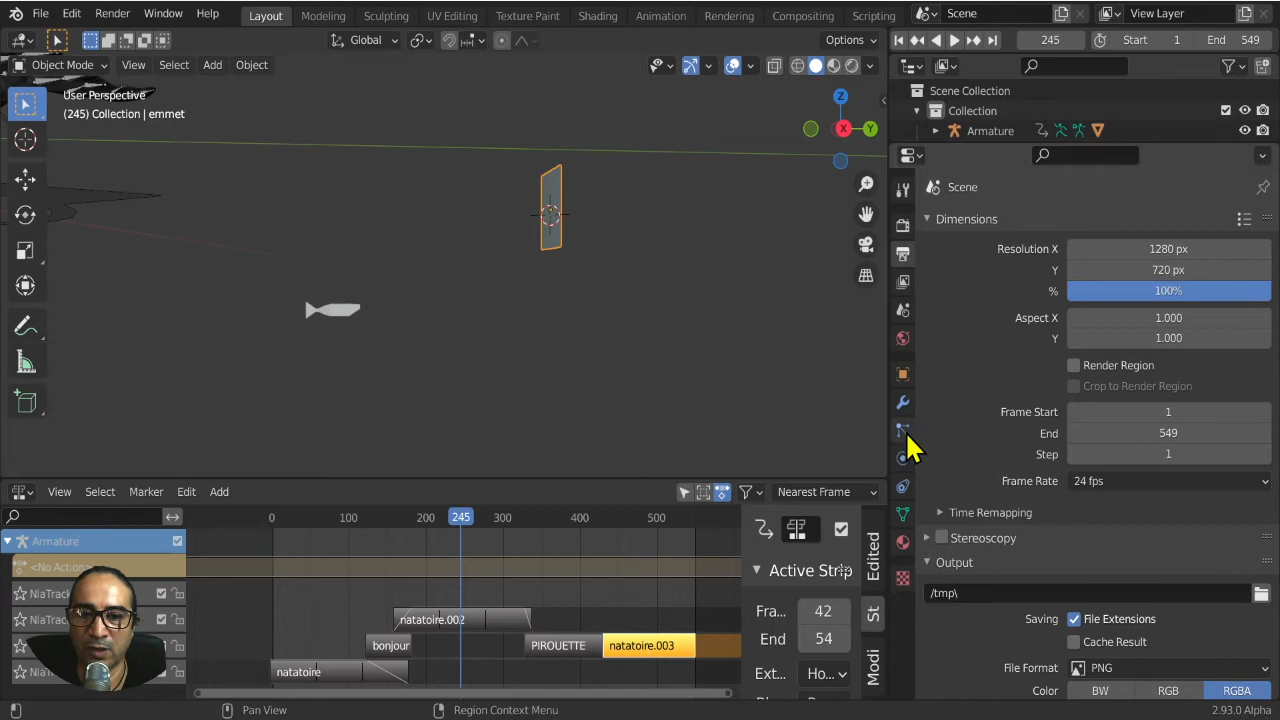 File Edit Render Window Help Layout Modeling Sculpting UV Editing Texture Paint Shading Animation Rendering Compositing Scripting Scene View Layer
Global Options 245 Start 1 End 549
Object Mode View Select Add Object
User Perspective
(245) Collection | emmet
Z
X
Y
Scene Collection
Collection
Armature
Scene
Dimensions
Resolution X 1280 px
Y 720 px
% 100%
Aspect X 1.000
Y 1.000
Render Region
Crop to Render Region
Frame Start 1
End 549
Step 1
Frame Rate 24 fps
Time Remapping
Stereoscopy
Output
/tmp\
Saving File Extensions
Cache Result
File Format PNG
Color BW RGB RGBA
View Select Marker Edit Add Nearest Frame
0 100 200 245 300 400 500
Armature
<No Action>
NlaTrack
NlaTra
NlaT
natatoire.002
bonjour PIROUETTE natatoire.003
natatoire
Edited
St
Modi
Active Strip
Fra... 42
End 54
Ext... Ho...
Pan View Region Context Menu 2.93.0 Alpha